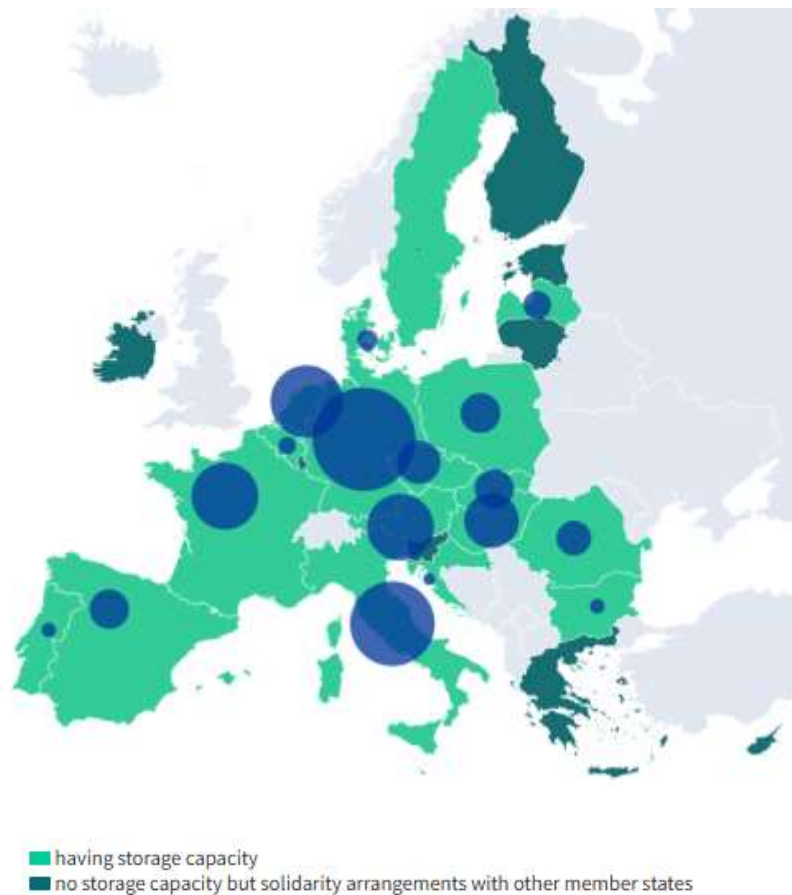 having storage capacity
no storage capacity but solidarity arrangements with other member states